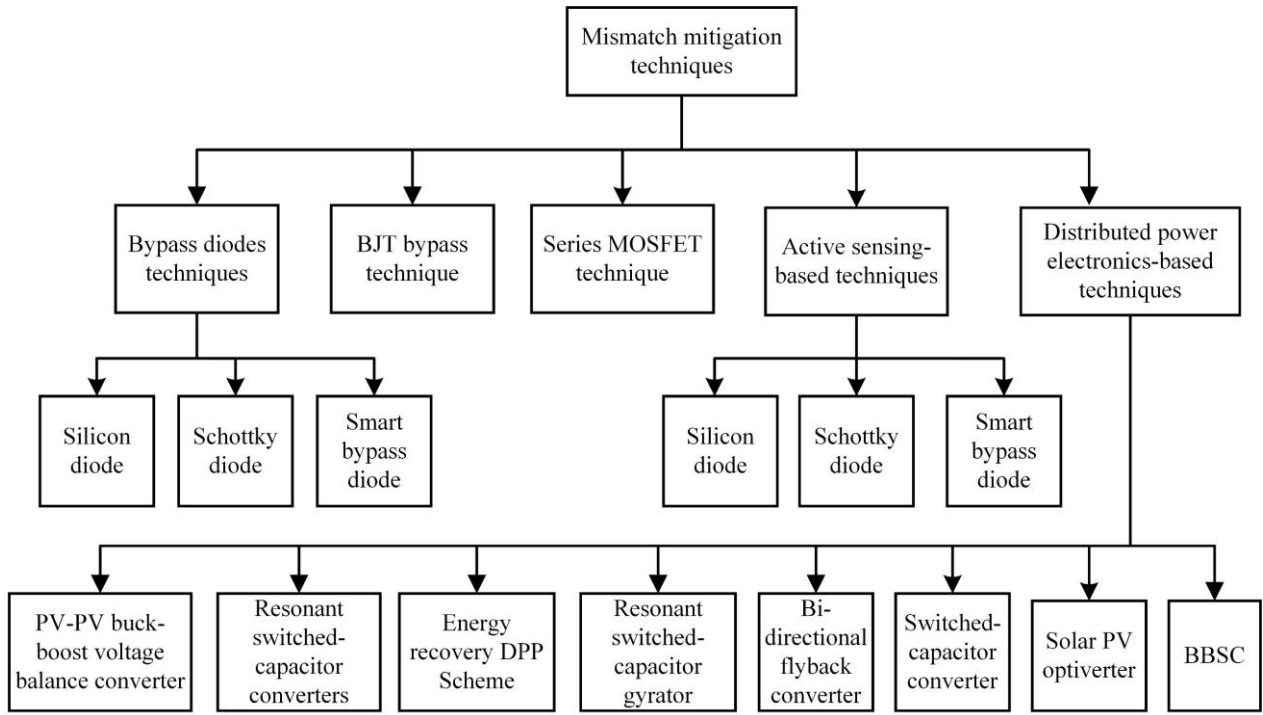 Mismatch mitigation
techniques
Bypass diodes
techniques
BJT bypass
technique
Series MOSFET
technique
Active sensing-
based techniques
Distributed power
electronics-based
techniques
Silicon
diode
Schottky
diode
Smart
bypass
diode
Silicon
diode
Schottky
diode
Smart
bypass
diode
PV-PV buck-
boost voltage
balance converter
Resonant
switched-
capacitor
converters
Energy
recovery DPP
Scheme
Resonant
switched-
capacitor
gyrator
Bi-
directional
flyback
converter
Switched-
capacitor
converter
Solar PV
optiverter
BBSC